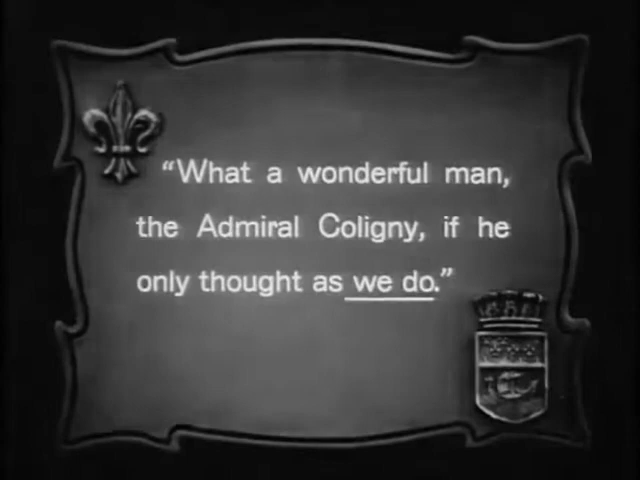 “What a wonderful man,
the Admiral Coligny, if he
only thought as we do.”